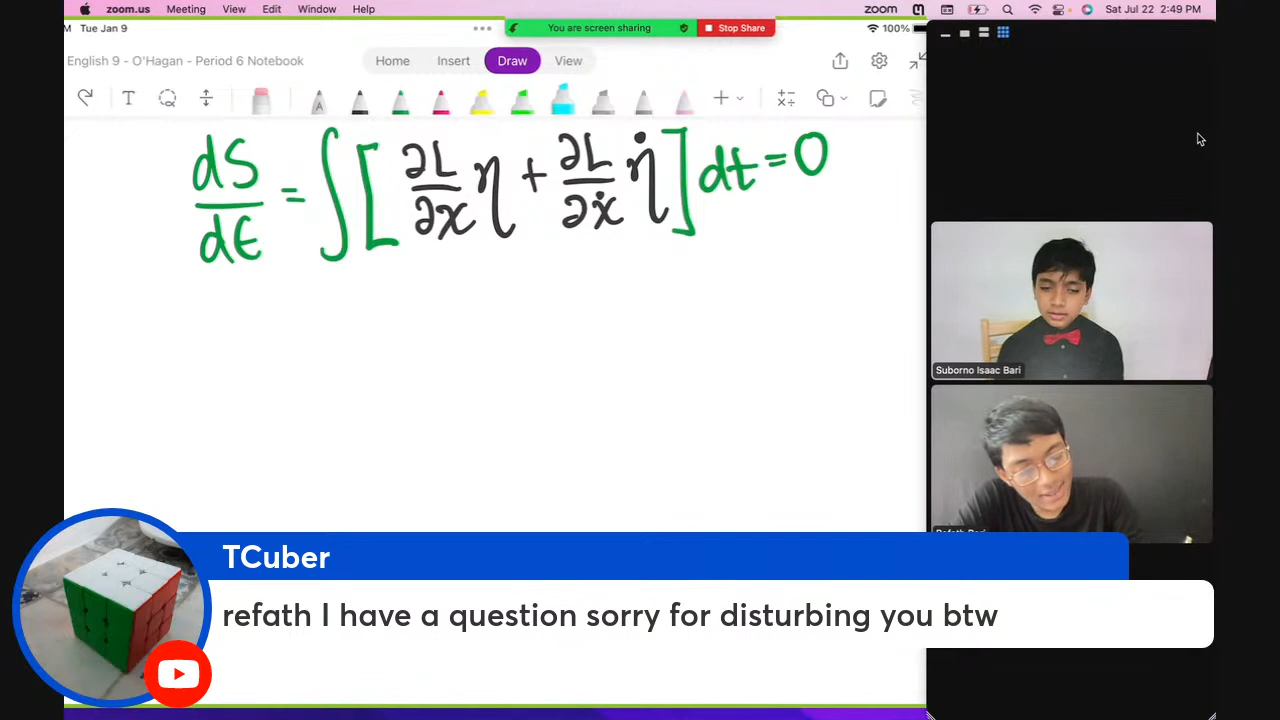 zoom.us Meeting View Edit Window Help
zoom
Sat Jul 22 2:49 PM
M Tue Jan 9
You are screen sharing
Stop Share
100%
English 9 - O'Hagan - Period 6 Notebook
Home Insert Draw View
T
A
dS/dε = ∫ [ ∂L/∂x η + ∂L/∂ẋ η̇ ] dt = 0
Suborno Isaac Bari
TCuber
refath I have a question sorry for disturbing you btw